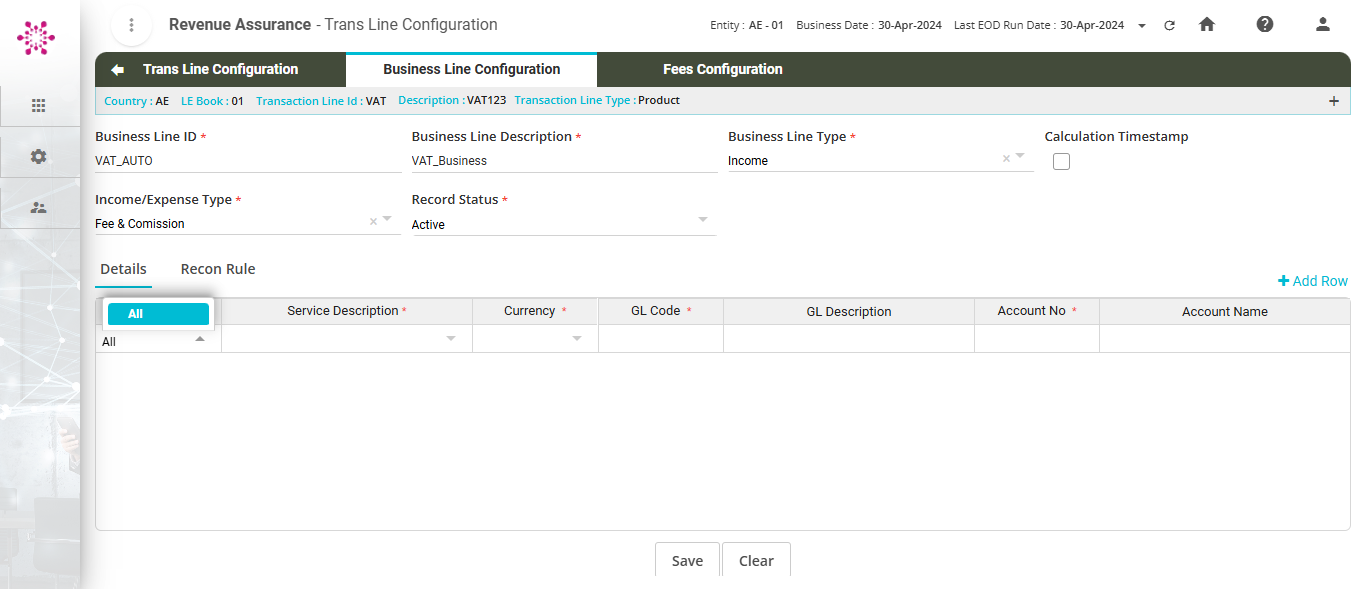 Revenue Assurance - Trans Line Configuration
Entity : AE - 01 Business Date : 30-Apr-2024 Last EOD Run Date : 30-Apr-2024
Trans Line Configuration Business Line Configuration Fees Configuration
Country : AE LE Book : 01 Transaction Line Id : VAT Description : VAT123 Transaction Line Type : Product +
Business Line ID * Business Line Description * Business Line Type * Calculation Timestamp
VAT_AUTO VAT_Business Income ×
Income/Expense Type * Record Status *
Fee & Comission × Active
Details Recon Rule
+ Add Row
All Service Description * Currency * GL Code * GL Description Account No * Account Name
All
Save Clear